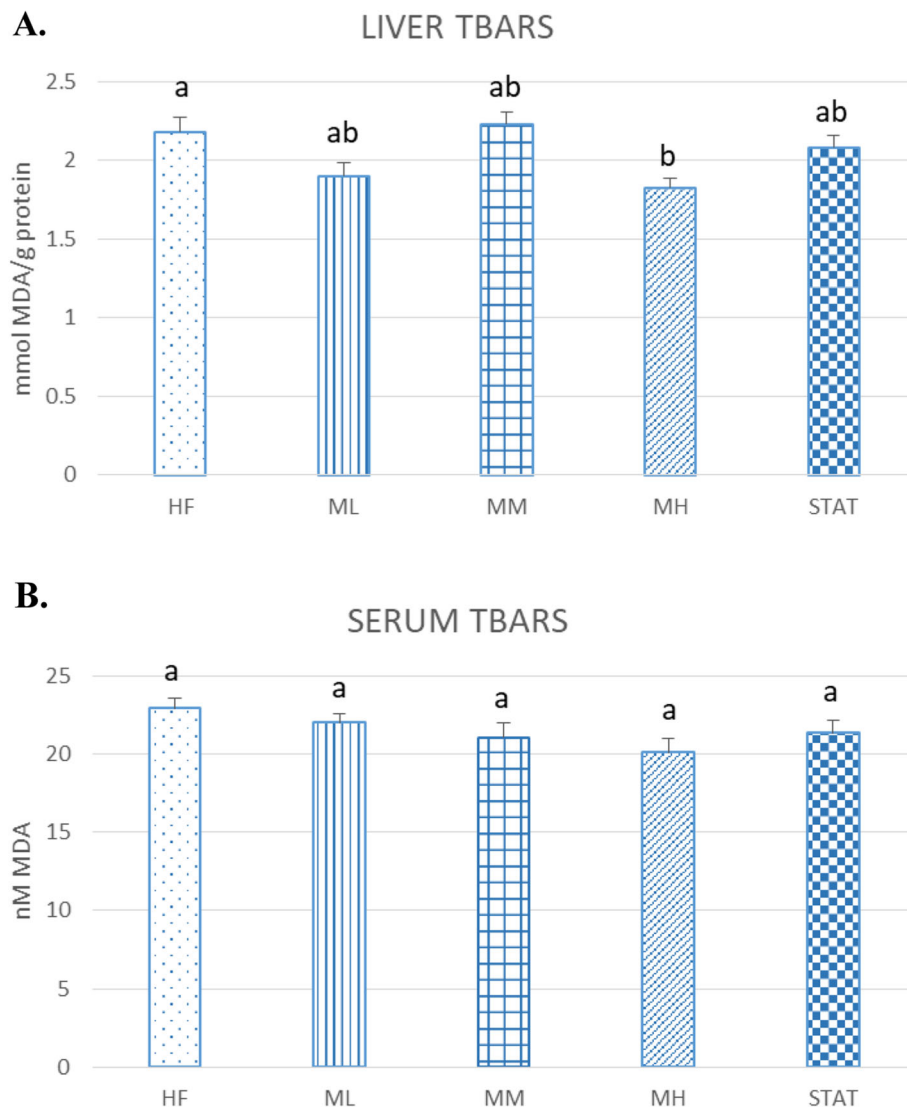 A.
LIVER TBARS
mmol MDA/g protein
2.5
2
1.5
1
0.5
0
a
ab
ab
b
ab
HF ML MM MH STAT
B.
SERUM TBARS
nM MDA
25
20
15
10
5
0
a
a
a
a
a
HF ML MM MH STAT